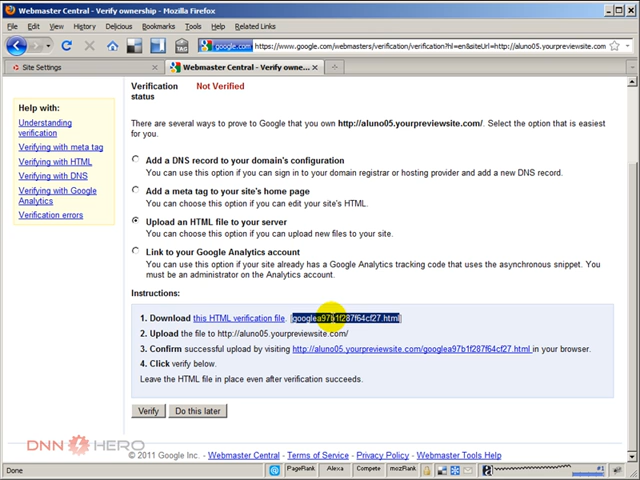 Webmaster Central - Verify ownership - Mozilla Firefox
File Edit View History Delicious Bookmarks Tools Help Related Links
google.com https://www.google.com/webmasters/verification/verification?hl=en&siteUrl=http://aluno05.yourpreviewsite.com/
Site Settings
Webmaster Central - Verify owne...
Verification status
Not Verified
Help with:
Understanding verification
Verifying with meta tag
Verifying with HTML
Verifying with DNS
Verifying with Google Analytics
Verification errors
There are several ways to prove to Google that you own http://aluno05.yourpreviewsite.com/. Select the option that is easiest
for you.
Add a DNS record to your domain's configuration
You can use this option if you can sign in to your domain registrar or hosting provider and add a new DNS record.
Add a meta tag to your site's home page
You can choose this option if you can edit your site's HTML.
Upload an HTML file to your server
You can choose this option if you can upload new files to your site.
Link to your Google Analytics account
You can use this option if your site already has a Google Analytics tracking code that uses the asynchronous snippet. You
must be an administrator on the Analytics account.
Instructions:
1. Download this HTML verification file. [googlea97b1f287f64cf27.html]
2. Upload the file to http://aluno05.yourpreviewsite.com/
3. Confirm successful upload by visiting http://aluno05.yourpreviewsite.com/googlea97b1f287f64cf27.html in your browser.
4. Click verify below.
Leave the HTML file in place even after verification succeeds.
Verify Do this later
DNN HERO
© 2011 Google Inc. - Webmaster Central - Terms of Service - Privacy Policy - Webmaster Tools Help
Done
PageRank Alexa Compete mozRank
#1